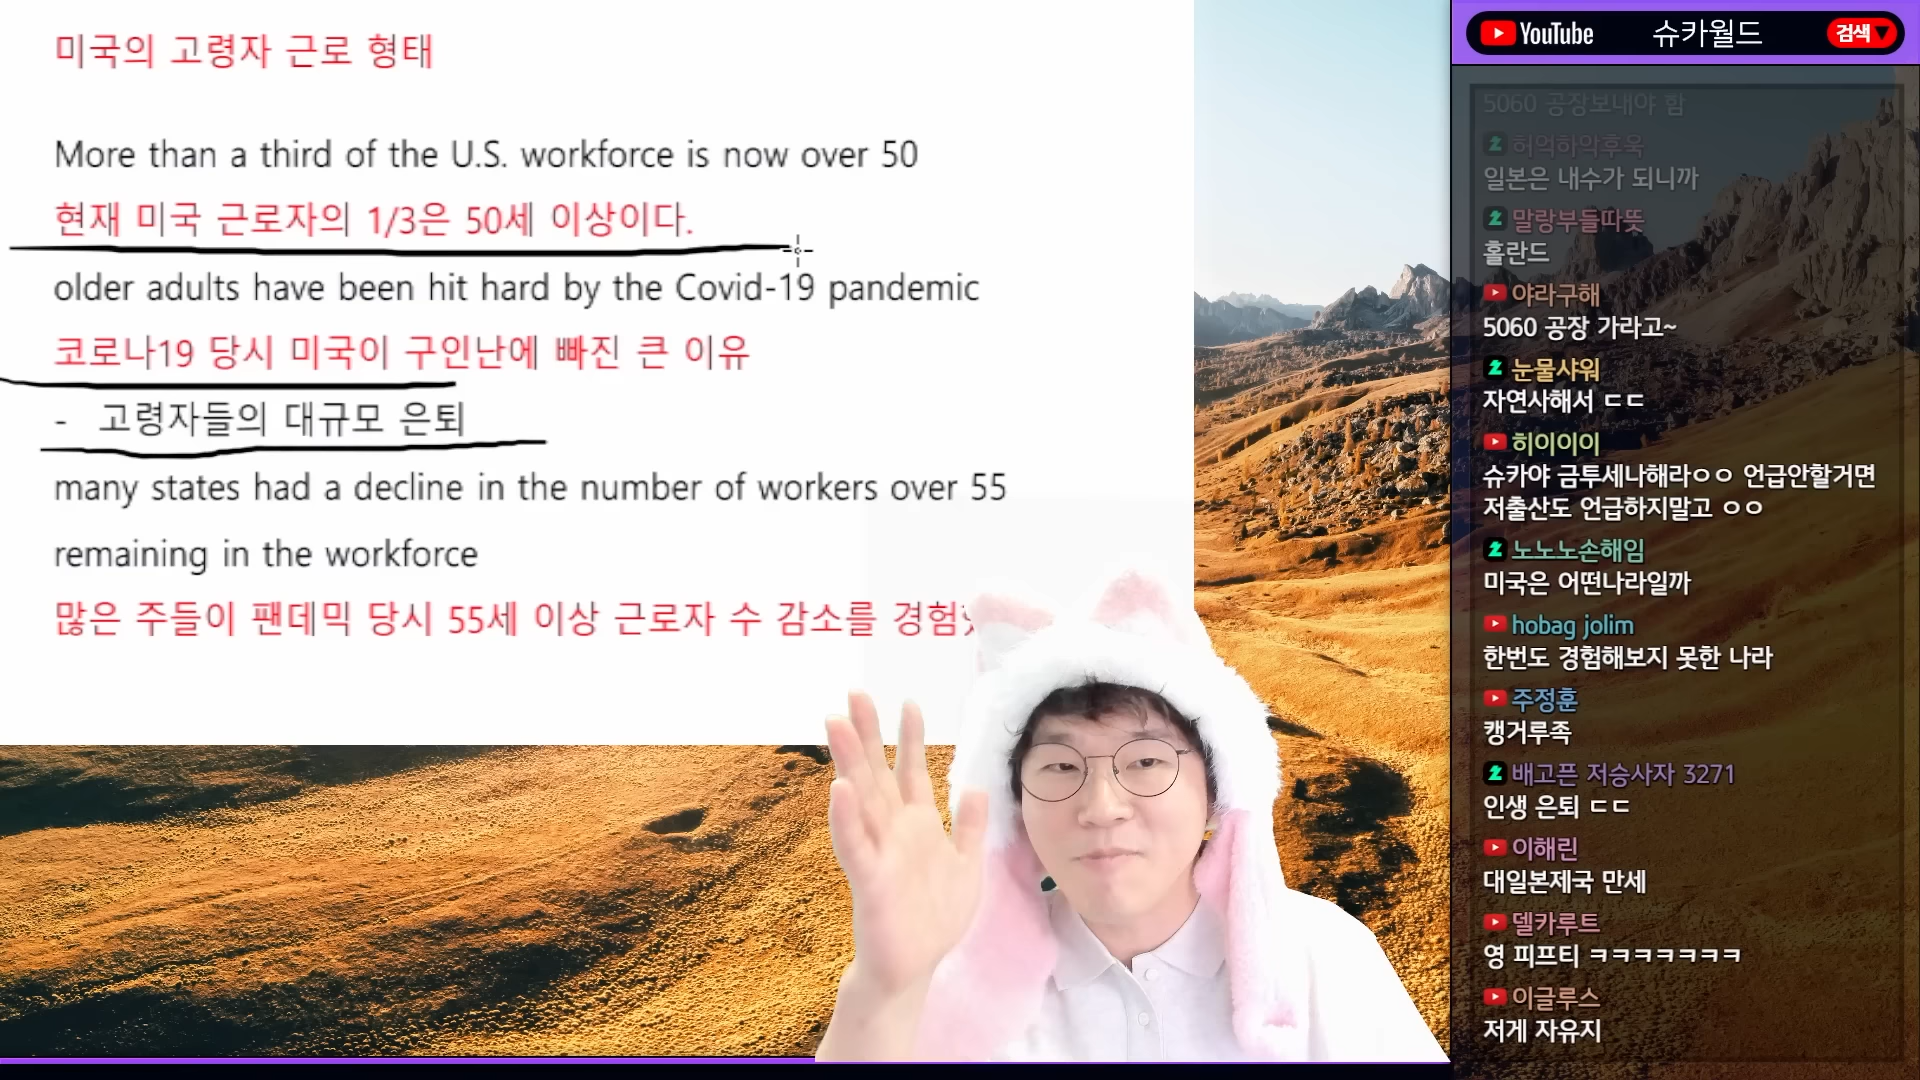 미국의 고령자 근로 형태
More than a third of the U.S. workforce is now over 50
현재 미국 근로자의 1/3은 50세 이상이다.
older adults have been hit hard by the Covid-19 pandemic
코로나19 당시 미국이 구인난에 빠진 큰 이유
- 고령자들의 대규모 은퇴
many states had a decline in the number of workers over 55
remaining in the workforce
많은 주들이 팬데믹 당시 55세 이상 근로자 수 감소를 경험
YouTube 슈카월드 검색
5060 공장보내야 함
허억하악후욱
일본은 내수가 되니까
말랑부들따뜻
홀란드
야라구해
5060 공장 가라고~
눈물샤워
자연사해서 ㄷㄷ
히이이이
슈카야 금투세나해라ㅇㅇ 언급안할거면
저출산도 언급하지말고 ㅇㅇ
노노노손해임
미국은 어떤나라일까
hobag jolim
한번도 경험해보지 못한 나라
주정훈
캥거루족
배고픈 저승사자 3271
인생 은퇴 ㄷㄷ
이해린
대일본제국 만세
델카루트
영 피프티 ㅋㅋㅋㅋㅋㅋㅋ
이글루스
저게 자유지